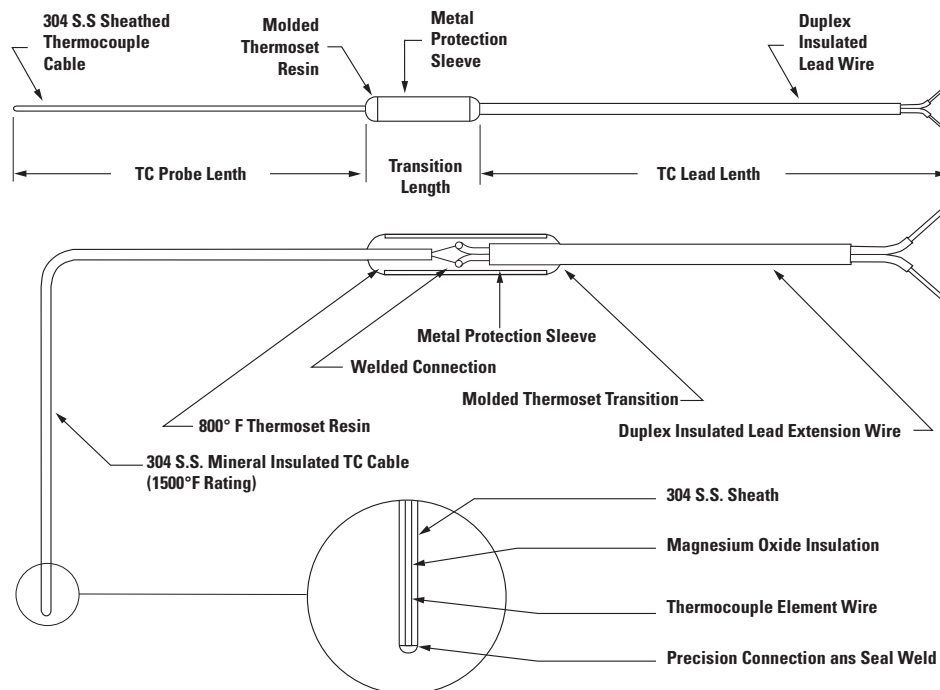 304 S.S Sheathed
Thermocouple
Cable
Molded
Thermoset
Resin
Metal
Protection
Sleeve
Duplex
Insulated
Lead Wire
TC Probe Lenth
Transition
Length
TC Lead Lenth
Metal Protection Sleeve
Welded Connection
Molded Thermoset Transition
800° F Thermoset Resin
Duplex Insulated Lead Extension Wire
304 S.S. Mineral Insulated TC Cable
(1500°F Rating)
304 S.S. Sheath
Magnesium Oxide Insulation
Thermocouple Element Wire
Precision Connection ans Seal Weld